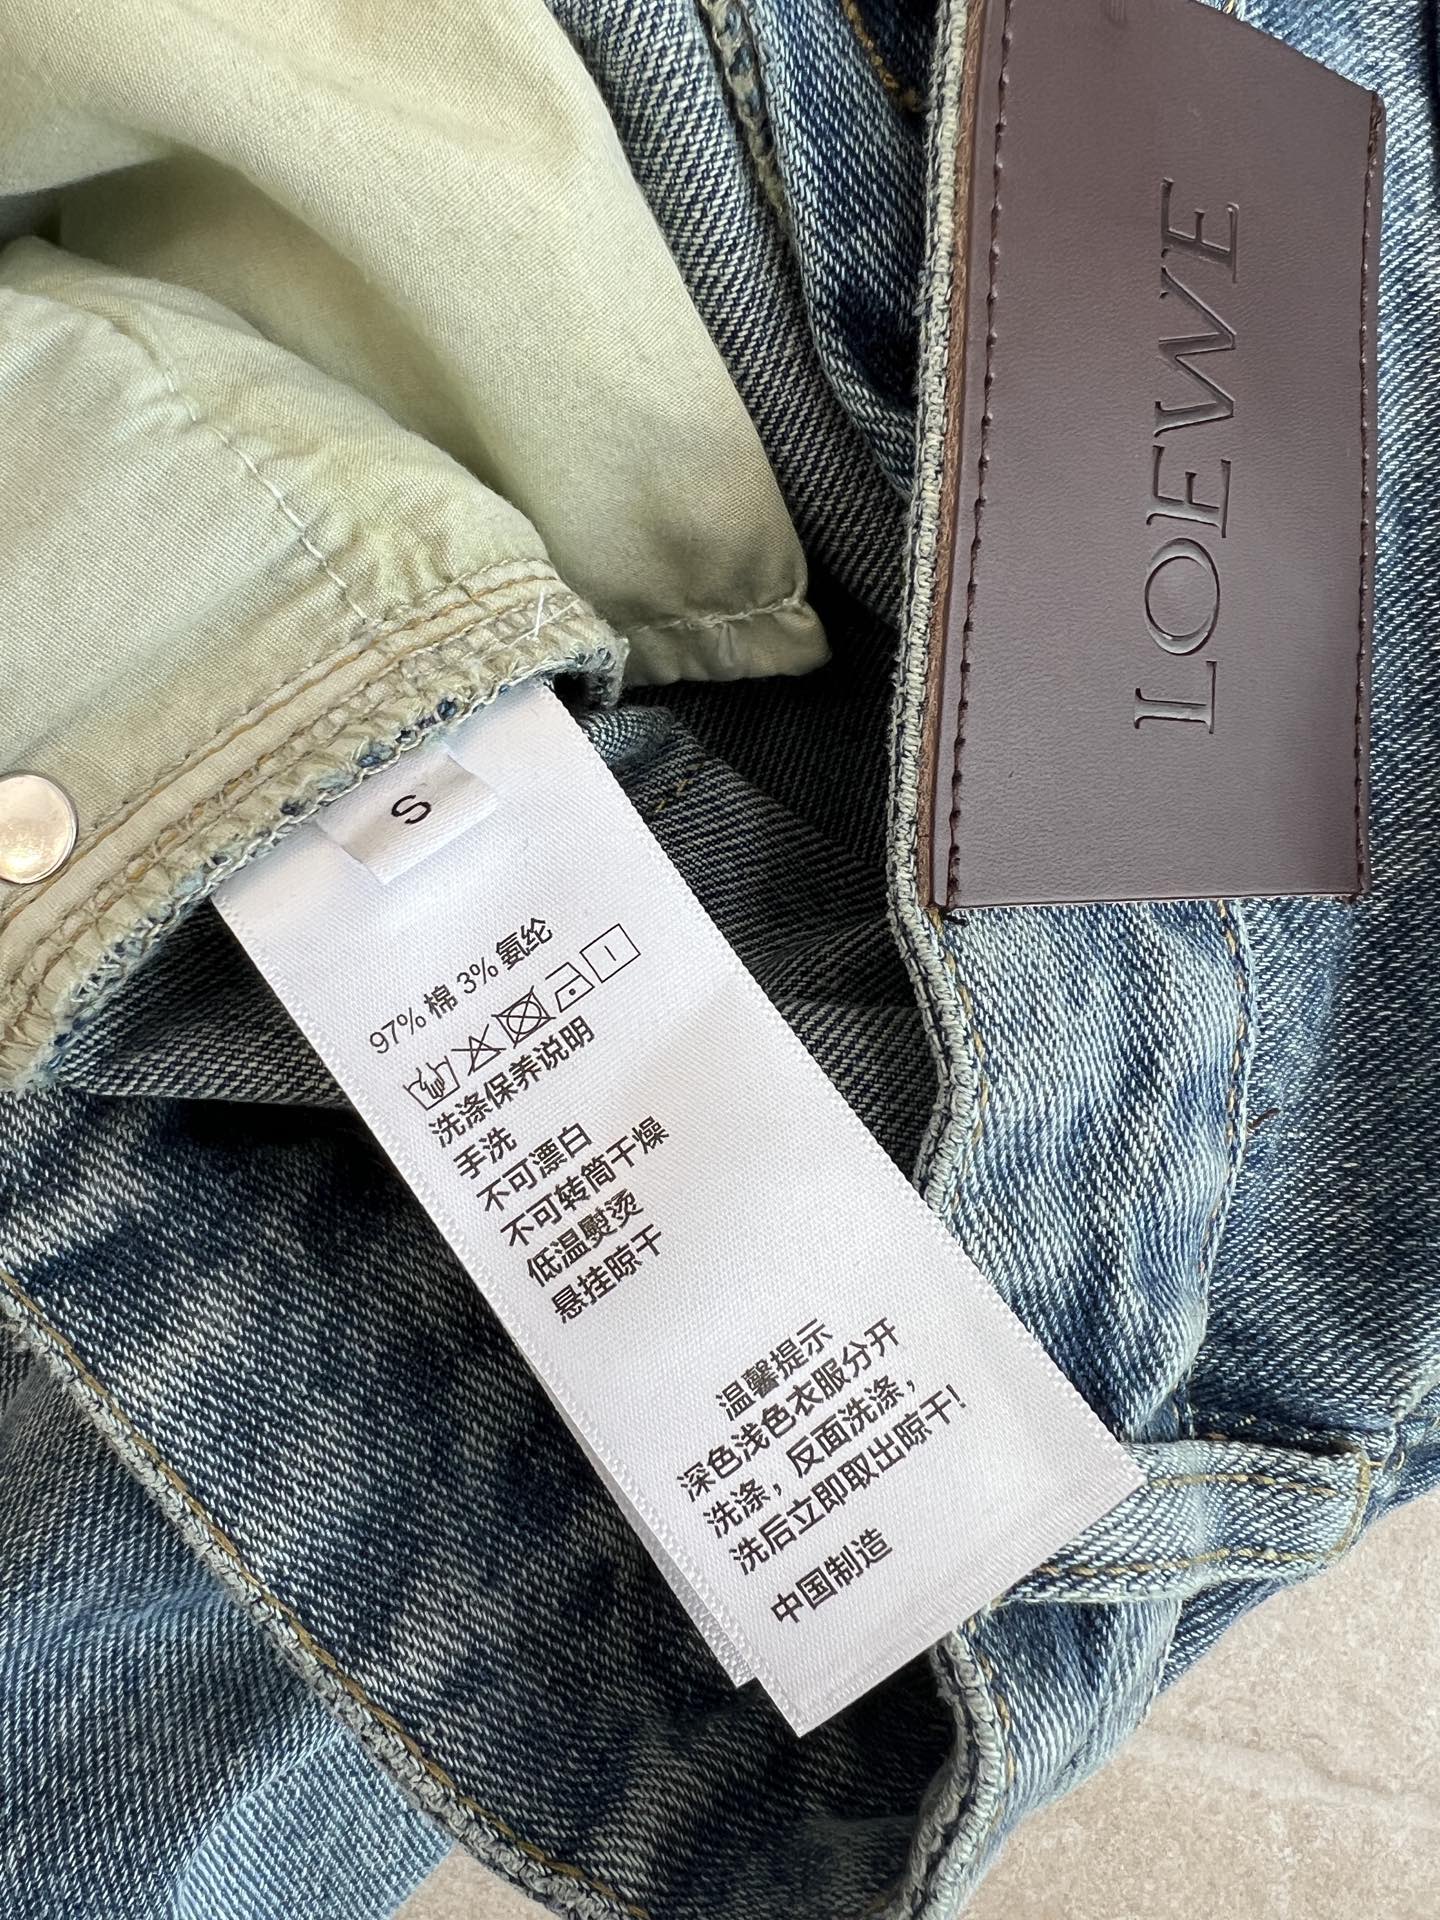 LOEWE
S
97% 棉 3% 氨纶
洗涤保养说明
手洗
不可漂白
不可转筒干燥
低温熨烫
悬挂晾干
温馨提示
深色浅色衣服分开
洗涤，反面洗涤，
洗后立即取出晾干!
中国制造